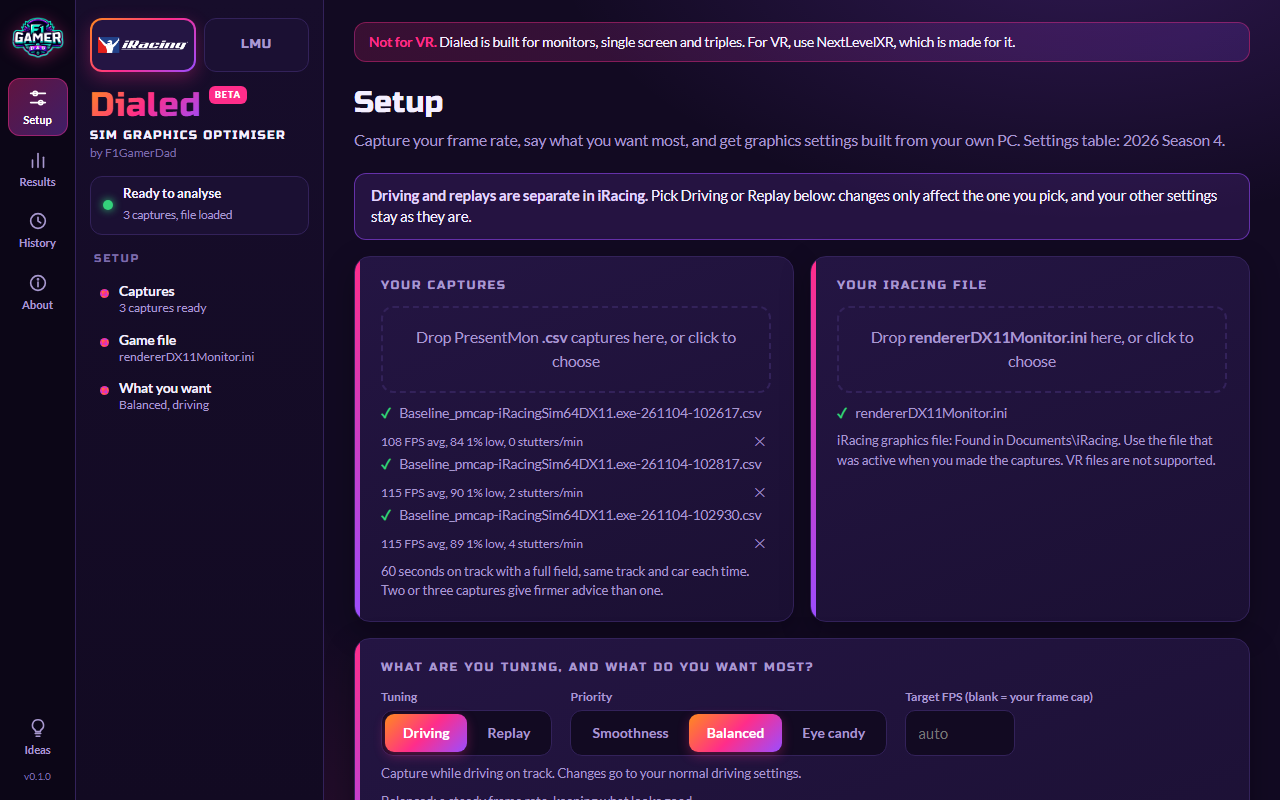 F1
GAMER
DAD
Setup
Results
History
About
Ideas
v0.1.0
iRacing
LMU
Dialed
BETA
SIM GRAPHICS OPTIMISER
by F1GamerDad
Ready to analyse
3 captures, file loaded
SETUP
Captures
3 captures ready
Game file
rendererDX11Monitor.ini
What you want
Balanced, driving
Not for VR. Dialed is built for monitors, single screen and triples. For VR, use NextLevelXR, which is made for it.
Setup
Capture your frame rate, say what you want most, and get graphics settings built from your own PC. Settings table: 2026 Season 4.
Driving and replays are separate in iRacing. Pick Driving or Replay below: changes only affect the one you pick, and your other settings
stay as they are.
YOUR CAPTURES
Drop PresentMon .csv captures here, or click to
choose
✓ Baseline_pmcap-iRacingSim64DX11.exe-261104-102617.csv
108 FPS avg, 84 1% low, 0 stutters/min ×
✓ Baseline_pmcap-iRacingSim64DX11.exe-261104-102817.csv
115 FPS avg, 90 1% low, 2 stutters/min ×
✓ Baseline_pmcap-iRacingSim64DX11.exe-261104-102930.csv
115 FPS avg, 89 1% low, 4 stutters/min ×
60 seconds on track with a full field, same track and car each time.
Two or three captures give firmer advice than one.
YOUR IRACING FILE
Drop rendererDX11Monitor.ini here, or click to
choose
✓ rendererDX11Monitor.ini
iRacing graphics file: Found in Documents\iRacing. Use the file that
was active when you made the captures. VR files are not supported.
WHAT ARE YOU TUNING, AND WHAT DO YOU WANT MOST?
Tuning
Driving
Replay
Priority
Smoothness
Balanced
Eye candy
Target FPS (blank = your frame cap)
auto
Capture while driving on track. Changes go to your normal driving settings.
Balanced: a steady frame rate, keeping what looks good.